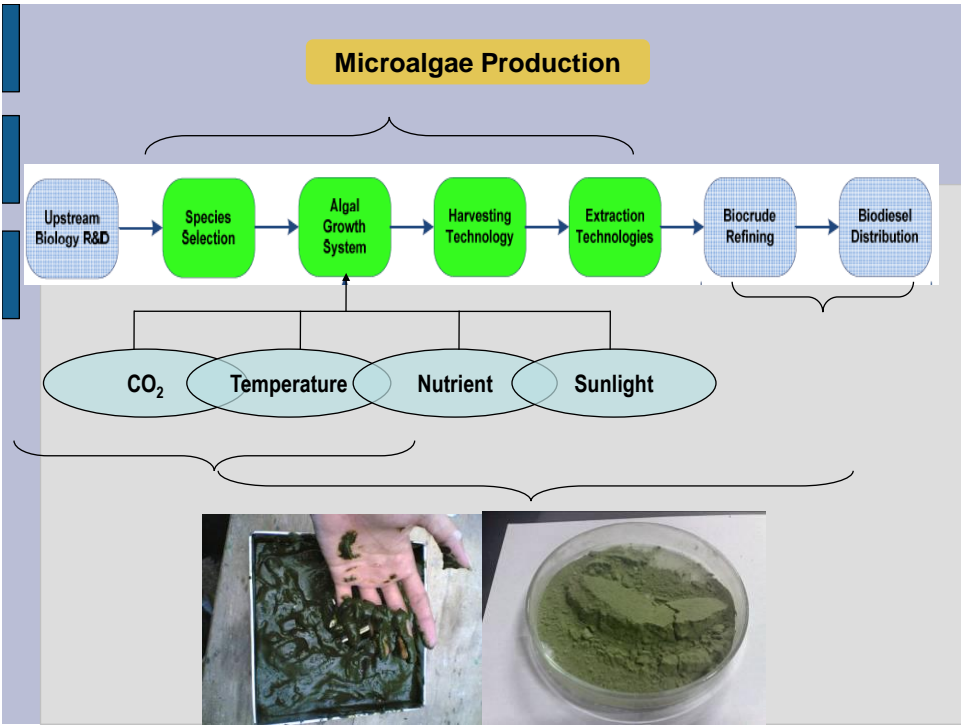 Microalgae Production
Upstream
Biology R&D
Species
Selection
Algal
Growth
System
Harvesting
Technology
Extraction
Technologies
Biocrude
Refining
Biodiesel
Distribution
CO₂
Temperature
Nutrient
Sunlight